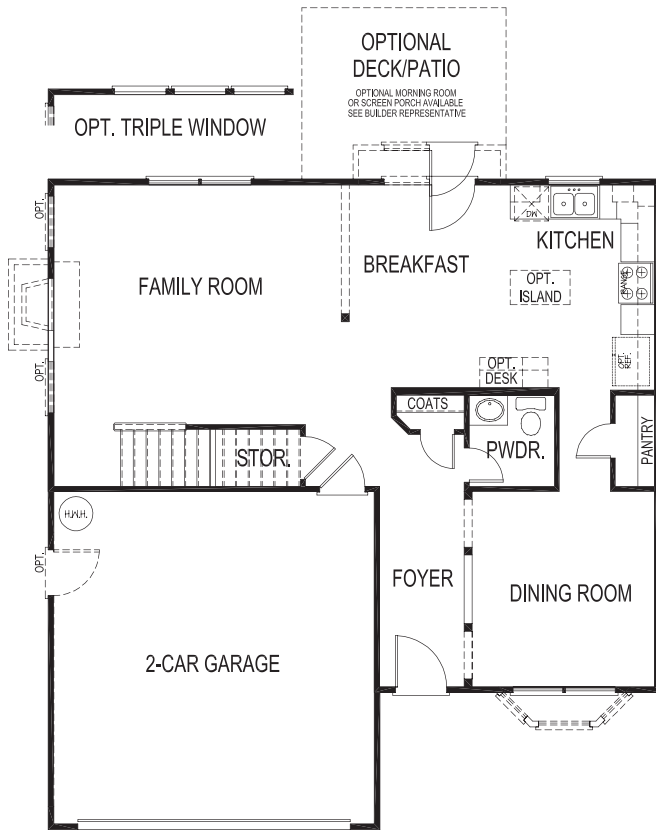 OPTIONAL
DECK/PATIO
OPTIONAL MORNING ROOM
OR SCREEN PORCH AVAILABLE
SEE BUILDER REPRESENTATIVE
OPT. TRIPLE WINDOW
OPT.
DW
KITCHEN
BREAKFAST
FAMILY ROOM
OPT.
ISLAND
RANGE
OPT.
REF.
OPT.
OPT.
DESK
COATS
PWDR.
PANTRY
STOR.
H.W.H.
OPT.
FOYER
DINING ROOM
2-CAR GARAGE